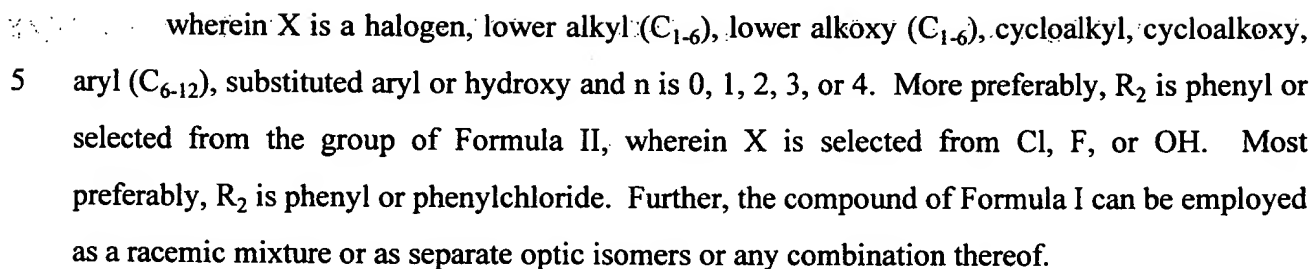 wherein X is a halogen, lower alkyl (C₁₋₆), lower alkoxy (C₁₋₆), cycloalkyl, cycloalkoxy,
5 aryl (C₆₋₁₂), substituted aryl or hydroxy and n is 0, 1, 2, 3, or 4. More preferably, R₂ is phenyl or
selected from the group of Formula II, wherein X is selected from Cl, F, or OH. Most
preferably, R₂ is phenyl or phenylchloride. Further, the compound of Formula I can be employed
as a racemic mixture or as separate optic isomers or any combination thereof.